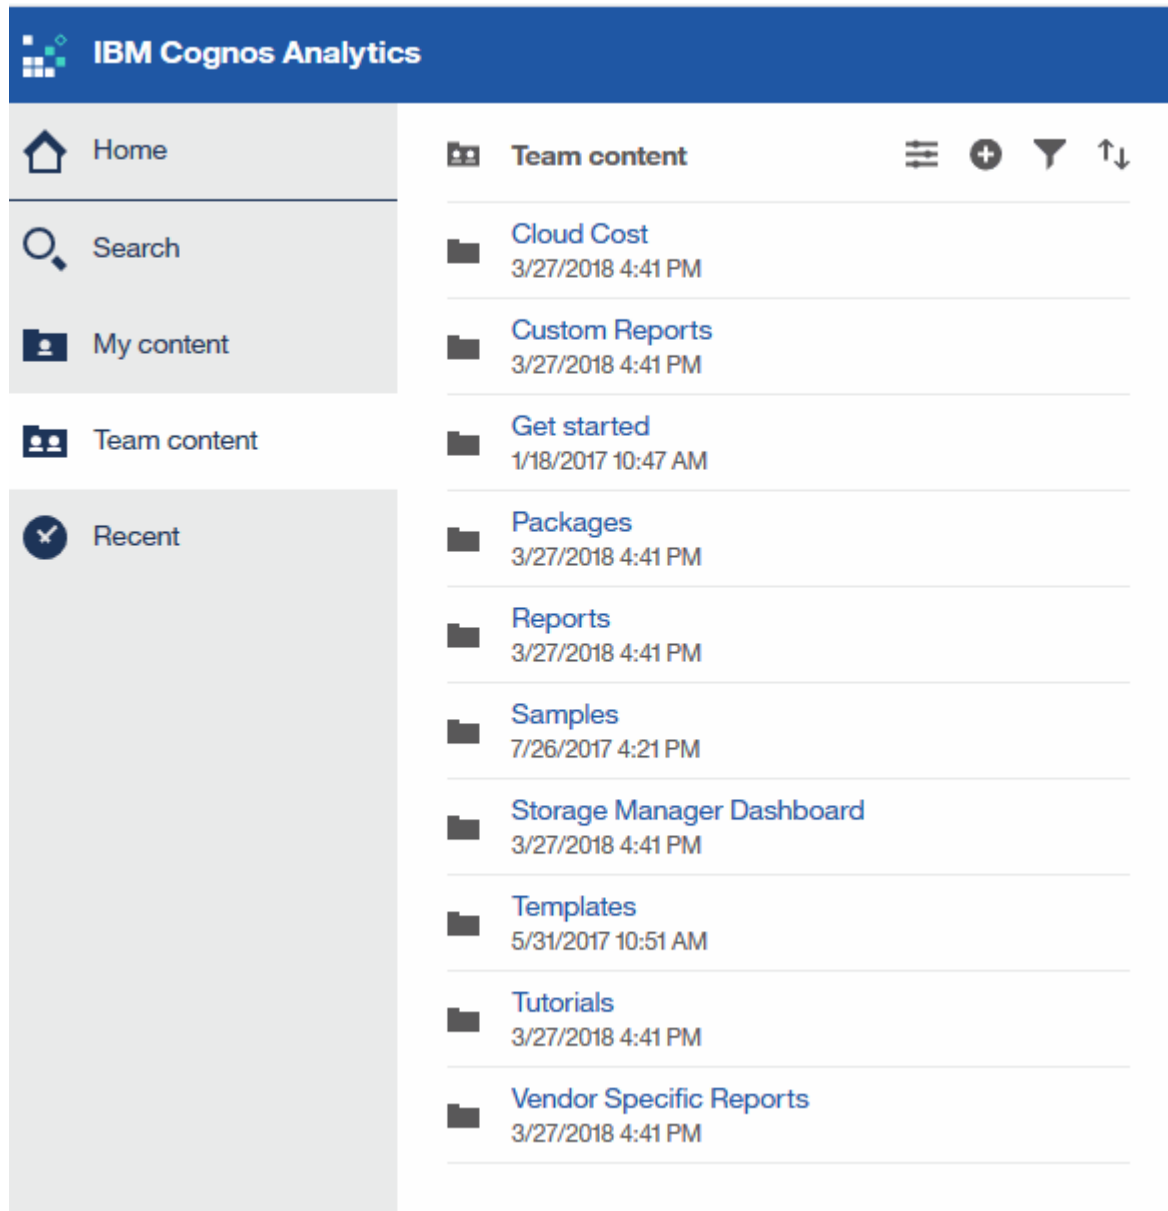 IBM Cognos Analytics
Home
Search
My content
Team content
Recent
Team content
Cloud Cost
3/27/2018 4:41 PM
Custom Reports
3/27/2018 4:41 PM
Get started
1/18/2017 10:47 AM
Packages
3/27/2018 4:41 PM
Reports
3/27/2018 4:41 PM
Samples
7/26/2017 4:21 PM
Storage Manager Dashboard
3/27/2018 4:41 PM
Templates
5/31/2017 10:51 AM
Tutorials
3/27/2018 4:41 PM
Vendor Specific Reports
3/27/2018 4:41 PM